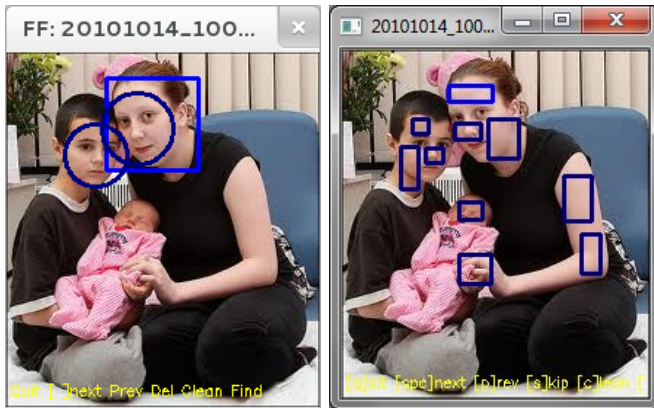 FF: 20101014_100...
20101014_100...
Quit [ ]next Prev Del Clean Find
[q]uit [spc]next [p]rev [s]kip [c]lean [